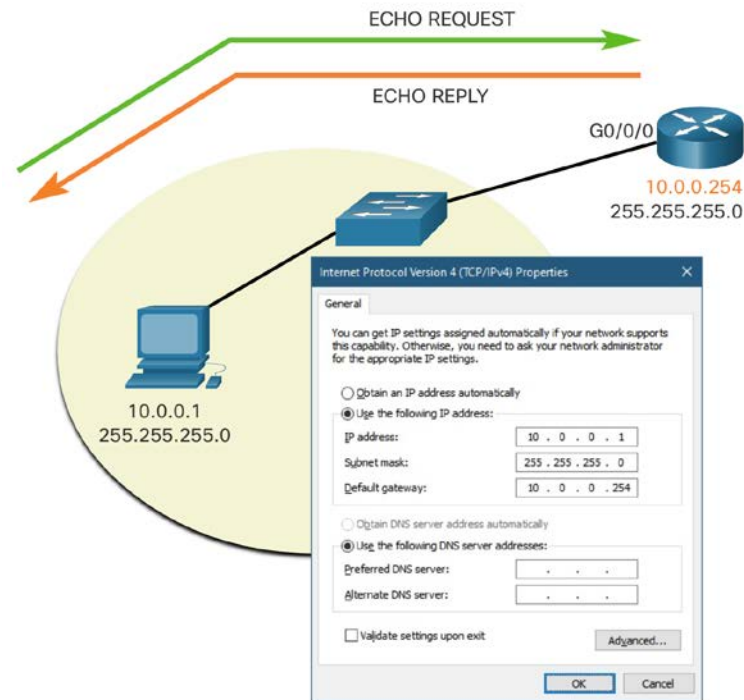 ECHO REQUEST
ECHO REPLY
G0/0/0
10.0.0.254
255.255.255.0
10.0.0.1
255.255.255.0
Internet Protocol Version 4 (TCP/IPv4) Properties
General
You can get IP settings assigned automatically if your network supports
this capability. Otherwise, you need to ask your network administrator
for the appropriate IP settings.
Obtain an IP address automatically
Use the following IP address:
IP address: 10 . 0 . 0 . 1
Subnet mask: 255 . 255 . 255 . 0
Default gateway: 10 . 0 . 0 . 254
Obtain DNS server address automatically
Use the following DNS server addresses:
Preferred DNS server: . . .
Alternate DNS server: . . .
Validate settings upon exit
Advanced...
OK Cancel